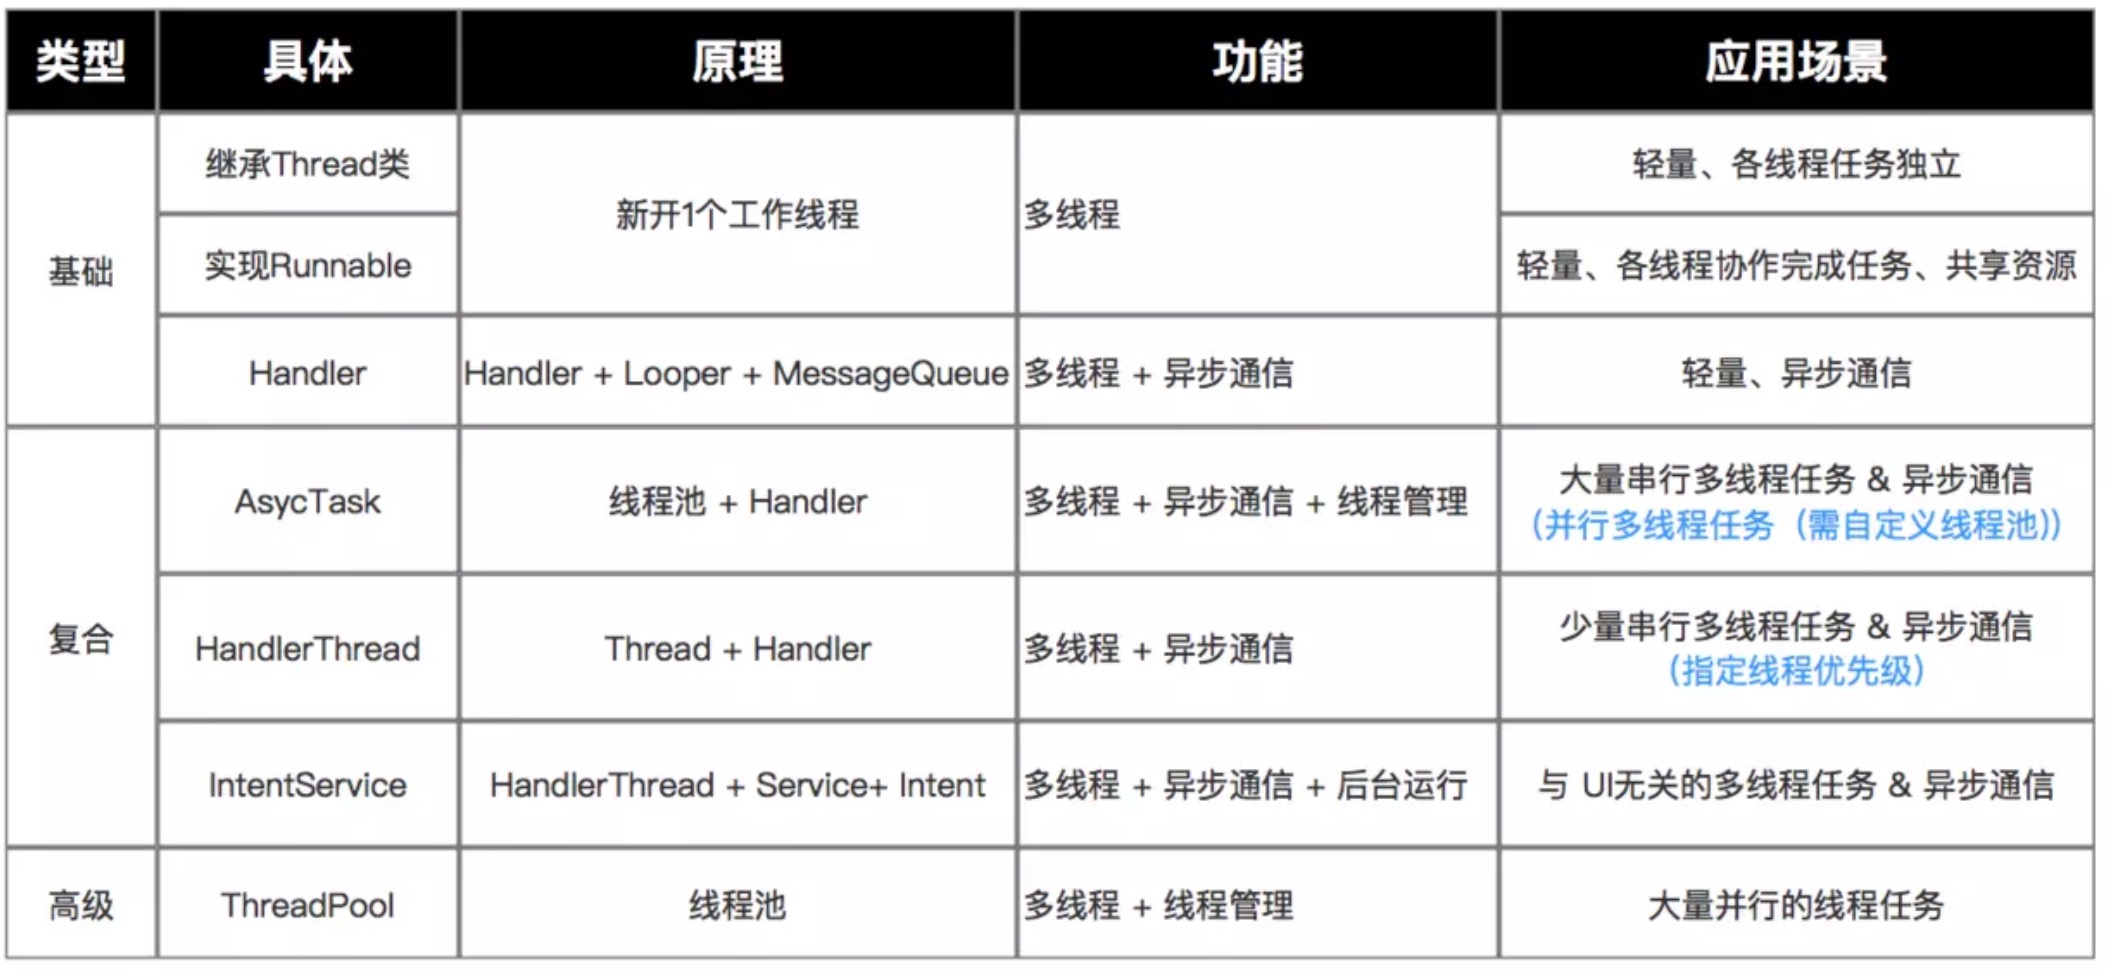 类型 具体 原理 功能 应用场景
基础
继承Thread类
新开1个工作线程
多线程
轻量、各线程任务独立
实现Runnable
轻量、各线程协作完成任务、共享资源
Handler
Handler + Looper + MessageQueue
多线程 + 异步通信
轻量、异步通信
复合
AsycTask
线程池 + Handler
多线程 + 异步通信 + 线程管理
大量串行多线程任务 & 异步通信
（并行多线程任务（需自定义线程池））
HandlerThread
Thread + Handler
多线程 + 异步通信
少量串行多线程任务 & 异步通信
（指定线程优先级）
IntentService
HandlerThread + Service+ Intent
多线程 + 异步通信 + 后台运行
与 UI无关的多线程任务 & 异步通信
高级
ThreadPool
线程池
多线程 + 线程管理
大量并行的线程任务